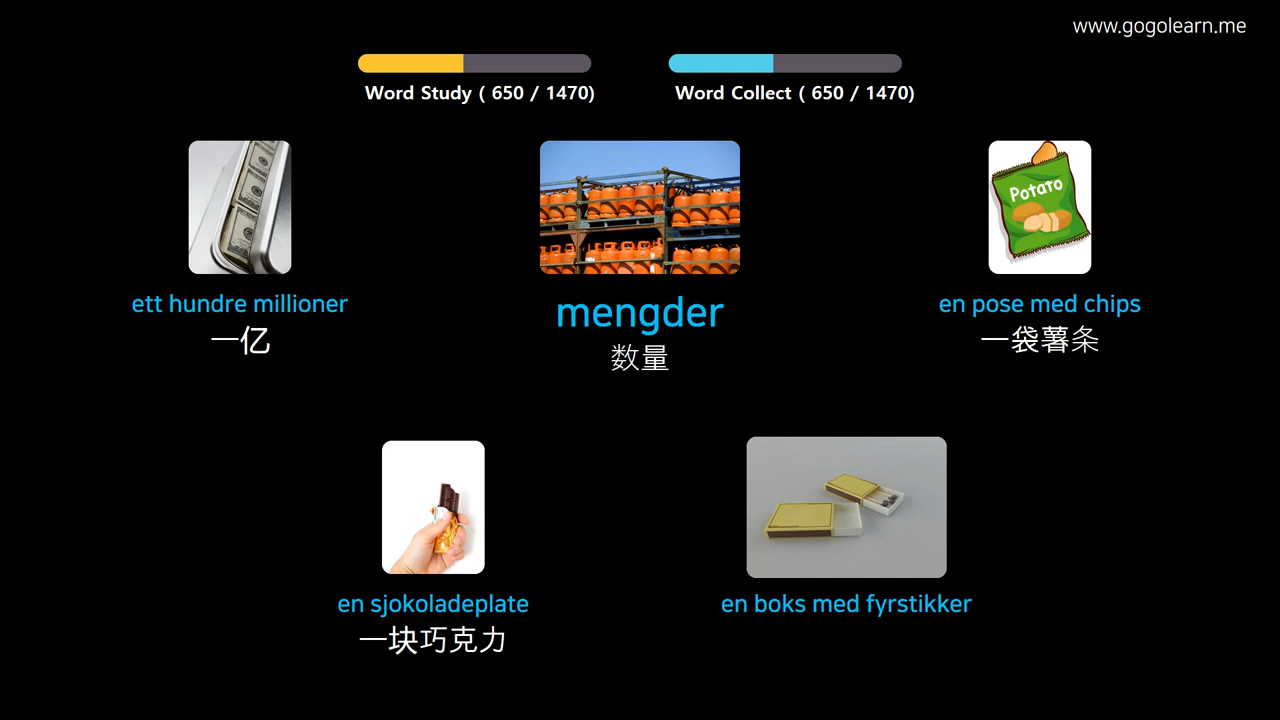 www.gogolearn.me
Word Study ( 650 / 1470)
Word Collect ( 650 / 1470)
Potato
ett hundre millioner
一亿
mengder
数量
en pose med chips
一袋薯条
en sjokoladeplate
一块巧克力
en boks med fyrstikker